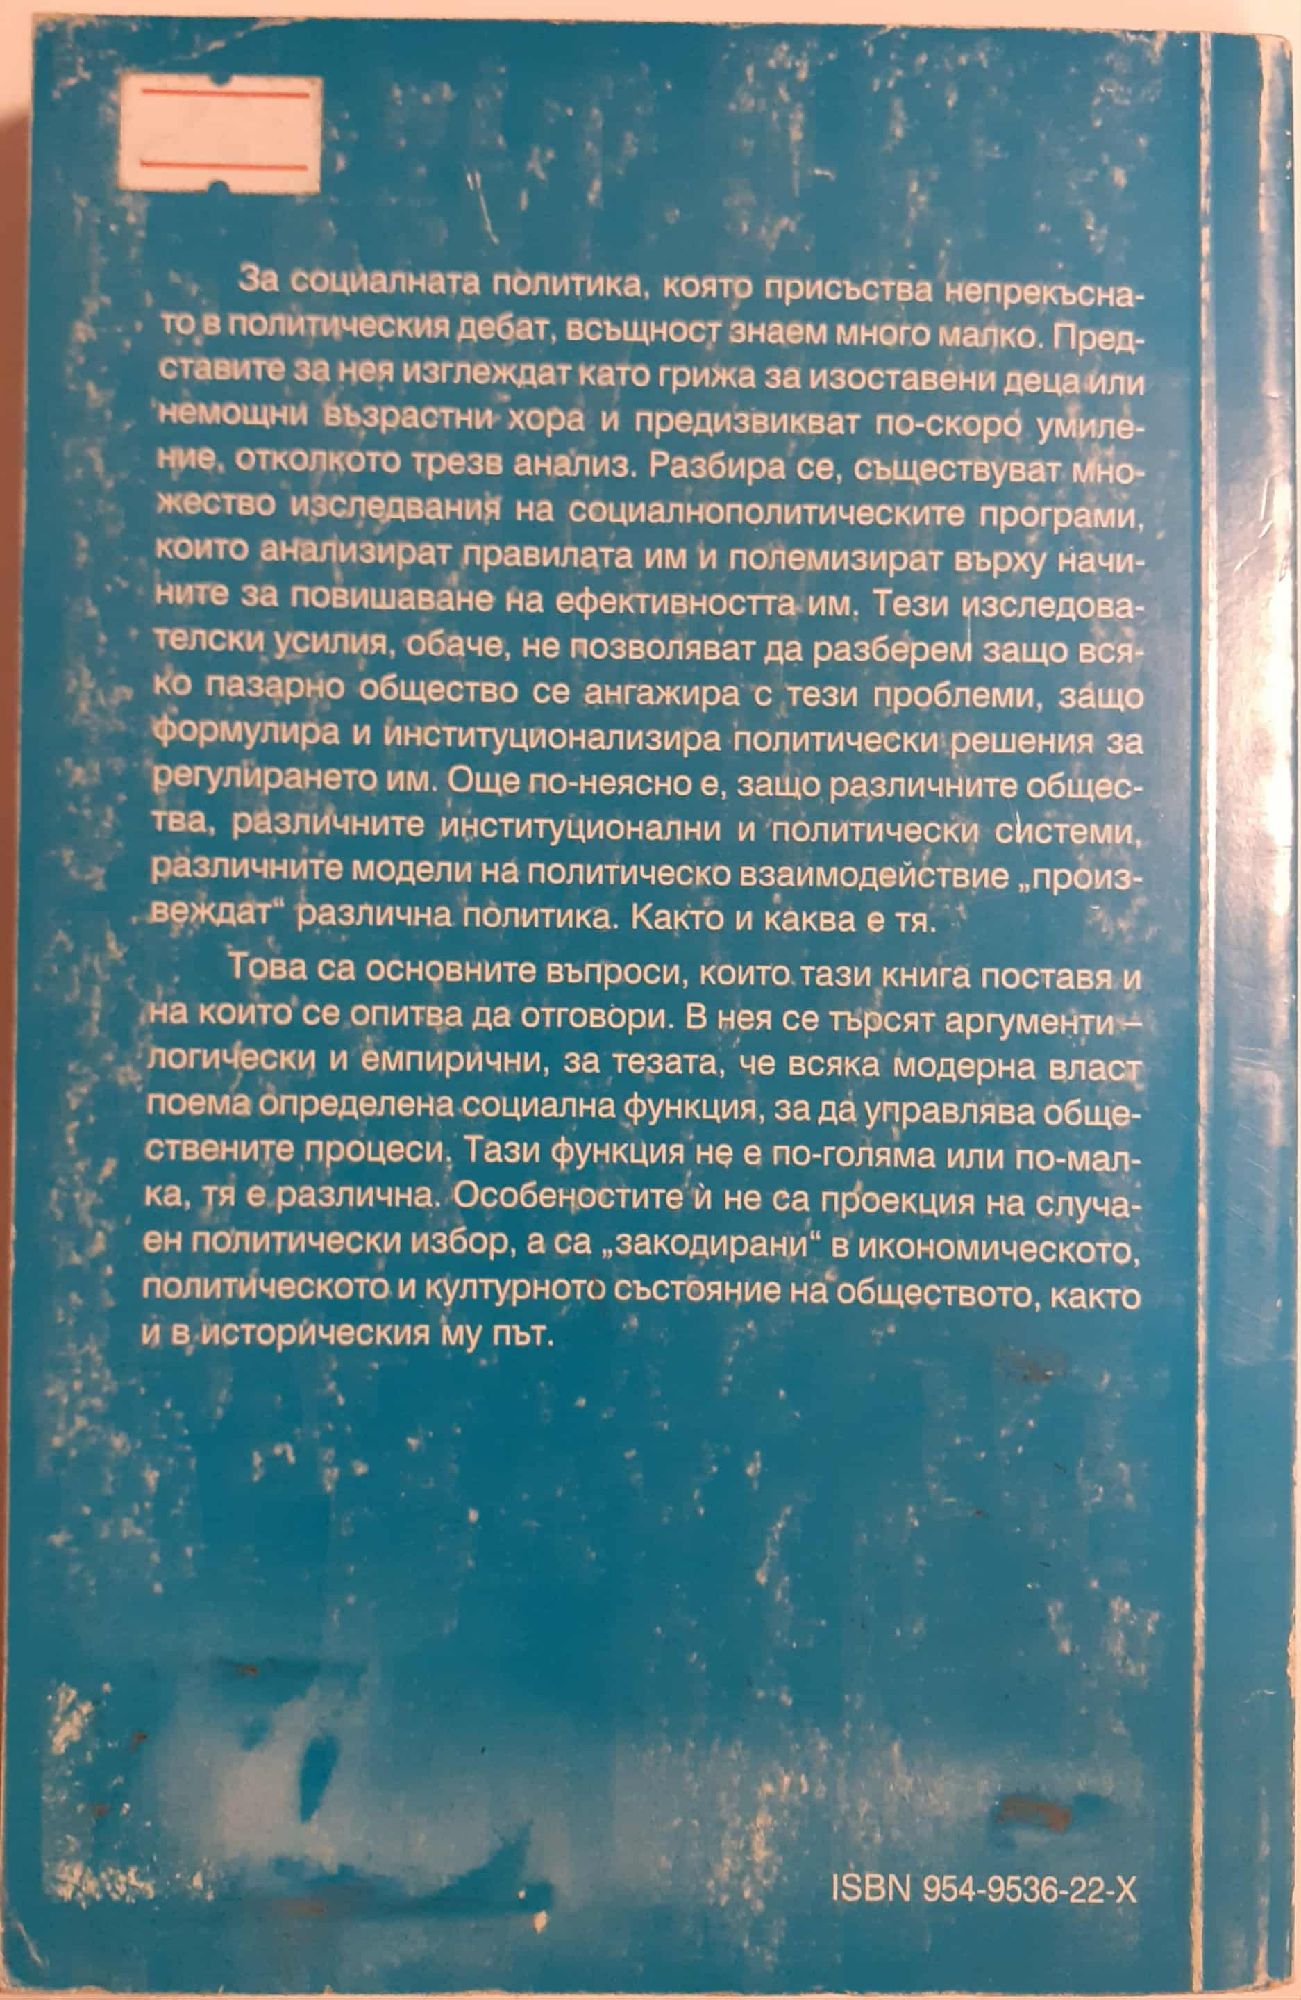 За социалната политика, която присъства непрекъсна-
то в политическия дебат, всъщност знаем много малко. Пред-
ставите за нея изглеждат като грижа за изоставени деца или
немощни възрастни хора и предизвикват по-скоро умиле-
ние, отколкото трезв анализ. Разбира се, съществуват мно-
жество изследвания на социалнополитическите програми,
които анализират правилата им и полемизират върху начи-
ните за повишаване на ефективността им. Тези изследова-
телски усилия, обаче, не позволяват да разберем защо вся-
ко пазарно общество се ангажира с тези проблеми, защо
формулира и институционализира политически решения за
регулирането им. Още по-неясно е, защо различните общес-
тва, различните институционални и политически системи,
различните модели на политическо взаимодействие „произ-
веждат“ различна политика. Както и каква е тя.
Това са основните въпроси, които тази книга поставя и
на които се опитва да отговори. В нея се търсят аргументи –
логически и емпирични, за тезата, че всяка модерна власт
поема определена социална функция, за да управлява обще-
ствените процеси. Тази функция не е по-голяма или по-мал-
ка, тя е различна. Особеностите ѝ не са проекция на случа-
ен политически избор, а са „закодирани“ в икономическото,
политическото и културното състояние на обществото, както
и в историческия му път.
ISBN 954-9536-22-X